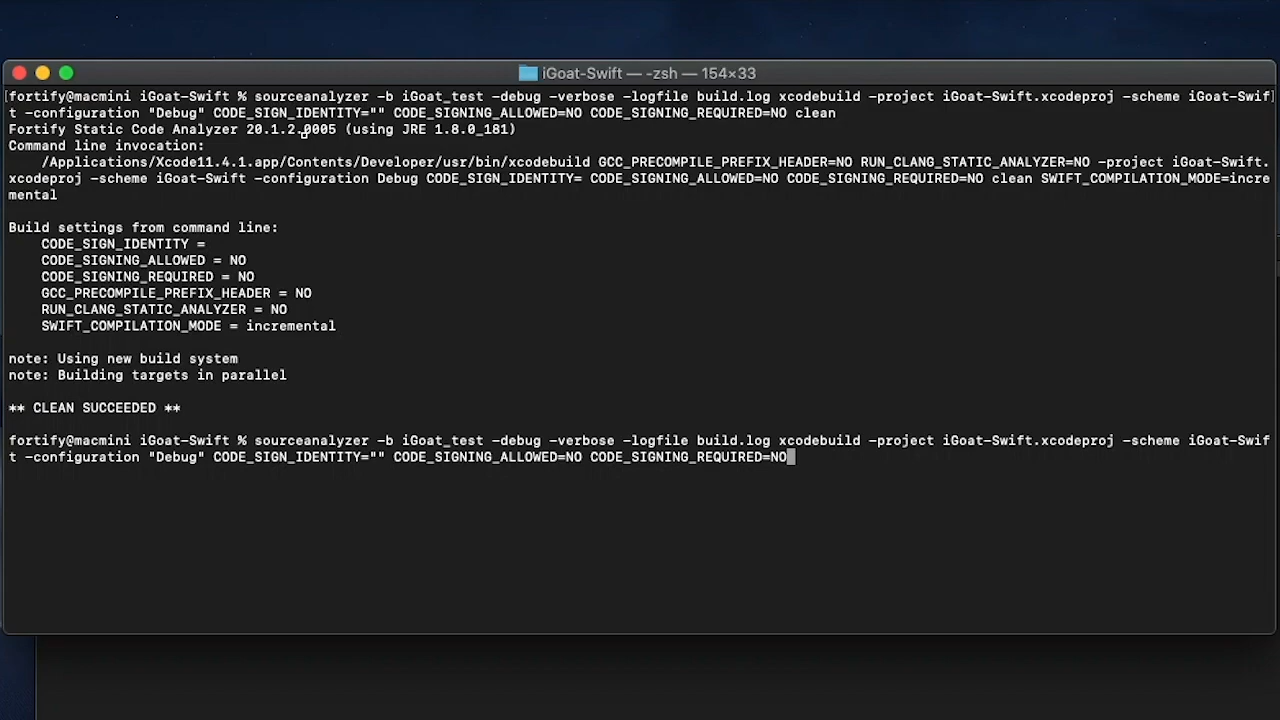 iGoat-Swift — -zsh — 154×33
[fortify@macmini iGoat-Swift % sourceanalyzer -b iGoat_test -debug -verbose -logfile build.log xcodebuild -project iGoat-Swift.xcodeproj -scheme iGoat-Swif]
t -configuration "Debug" CODE_SIGN_IDENTITY="" CODE_SIGNING_ALLOWED=NO CODE_SIGNING_REQUIRED=NO clean
Fortify Static Code Analyzer 20.1.2.0005 (using JRE 1.8.0_181)
Command line invocation:
/Applications/Xcode11.4.1.app/Contents/Developer/usr/bin/xcodebuild GCC_PRECOMPILE_PREFIX_HEADER=NO RUN_CLANG_STATIC_ANALYZER=NO -project iGoat-Swift.
xcodeproj -scheme iGoat-Swift -configuration Debug CODE_SIGN_IDENTITY= CODE_SIGNING_ALLOWED=NO CODE_SIGNING_REQUIRED=NO clean SWIFT_COMPILATION_MODE=incre
mental
Build settings from command line:
CODE_SIGN_IDENTITY =
CODE_SIGNING_ALLOWED = NO
CODE_SIGNING_REQUIRED = NO
GCC_PRECOMPILE_PREFIX_HEADER = NO
RUN_CLANG_STATIC_ANALYZER = NO
SWIFT_COMPILATION_MODE = incremental
note: Using new build system
note: Building targets in parallel
** CLEAN SUCCEEDED **
fortify@macmini iGoat-Swift % sourceanalyzer -b iGoat_test -debug -verbose -logfile build.log xcodebuild -project iGoat-Swift.xcodeproj -scheme iGoat-Swif
t -configuration "Debug" CODE_SIGN_IDENTITY="" CODE_SIGNING_ALLOWED=NO CODE_SIGNING_REQUIRED=NO